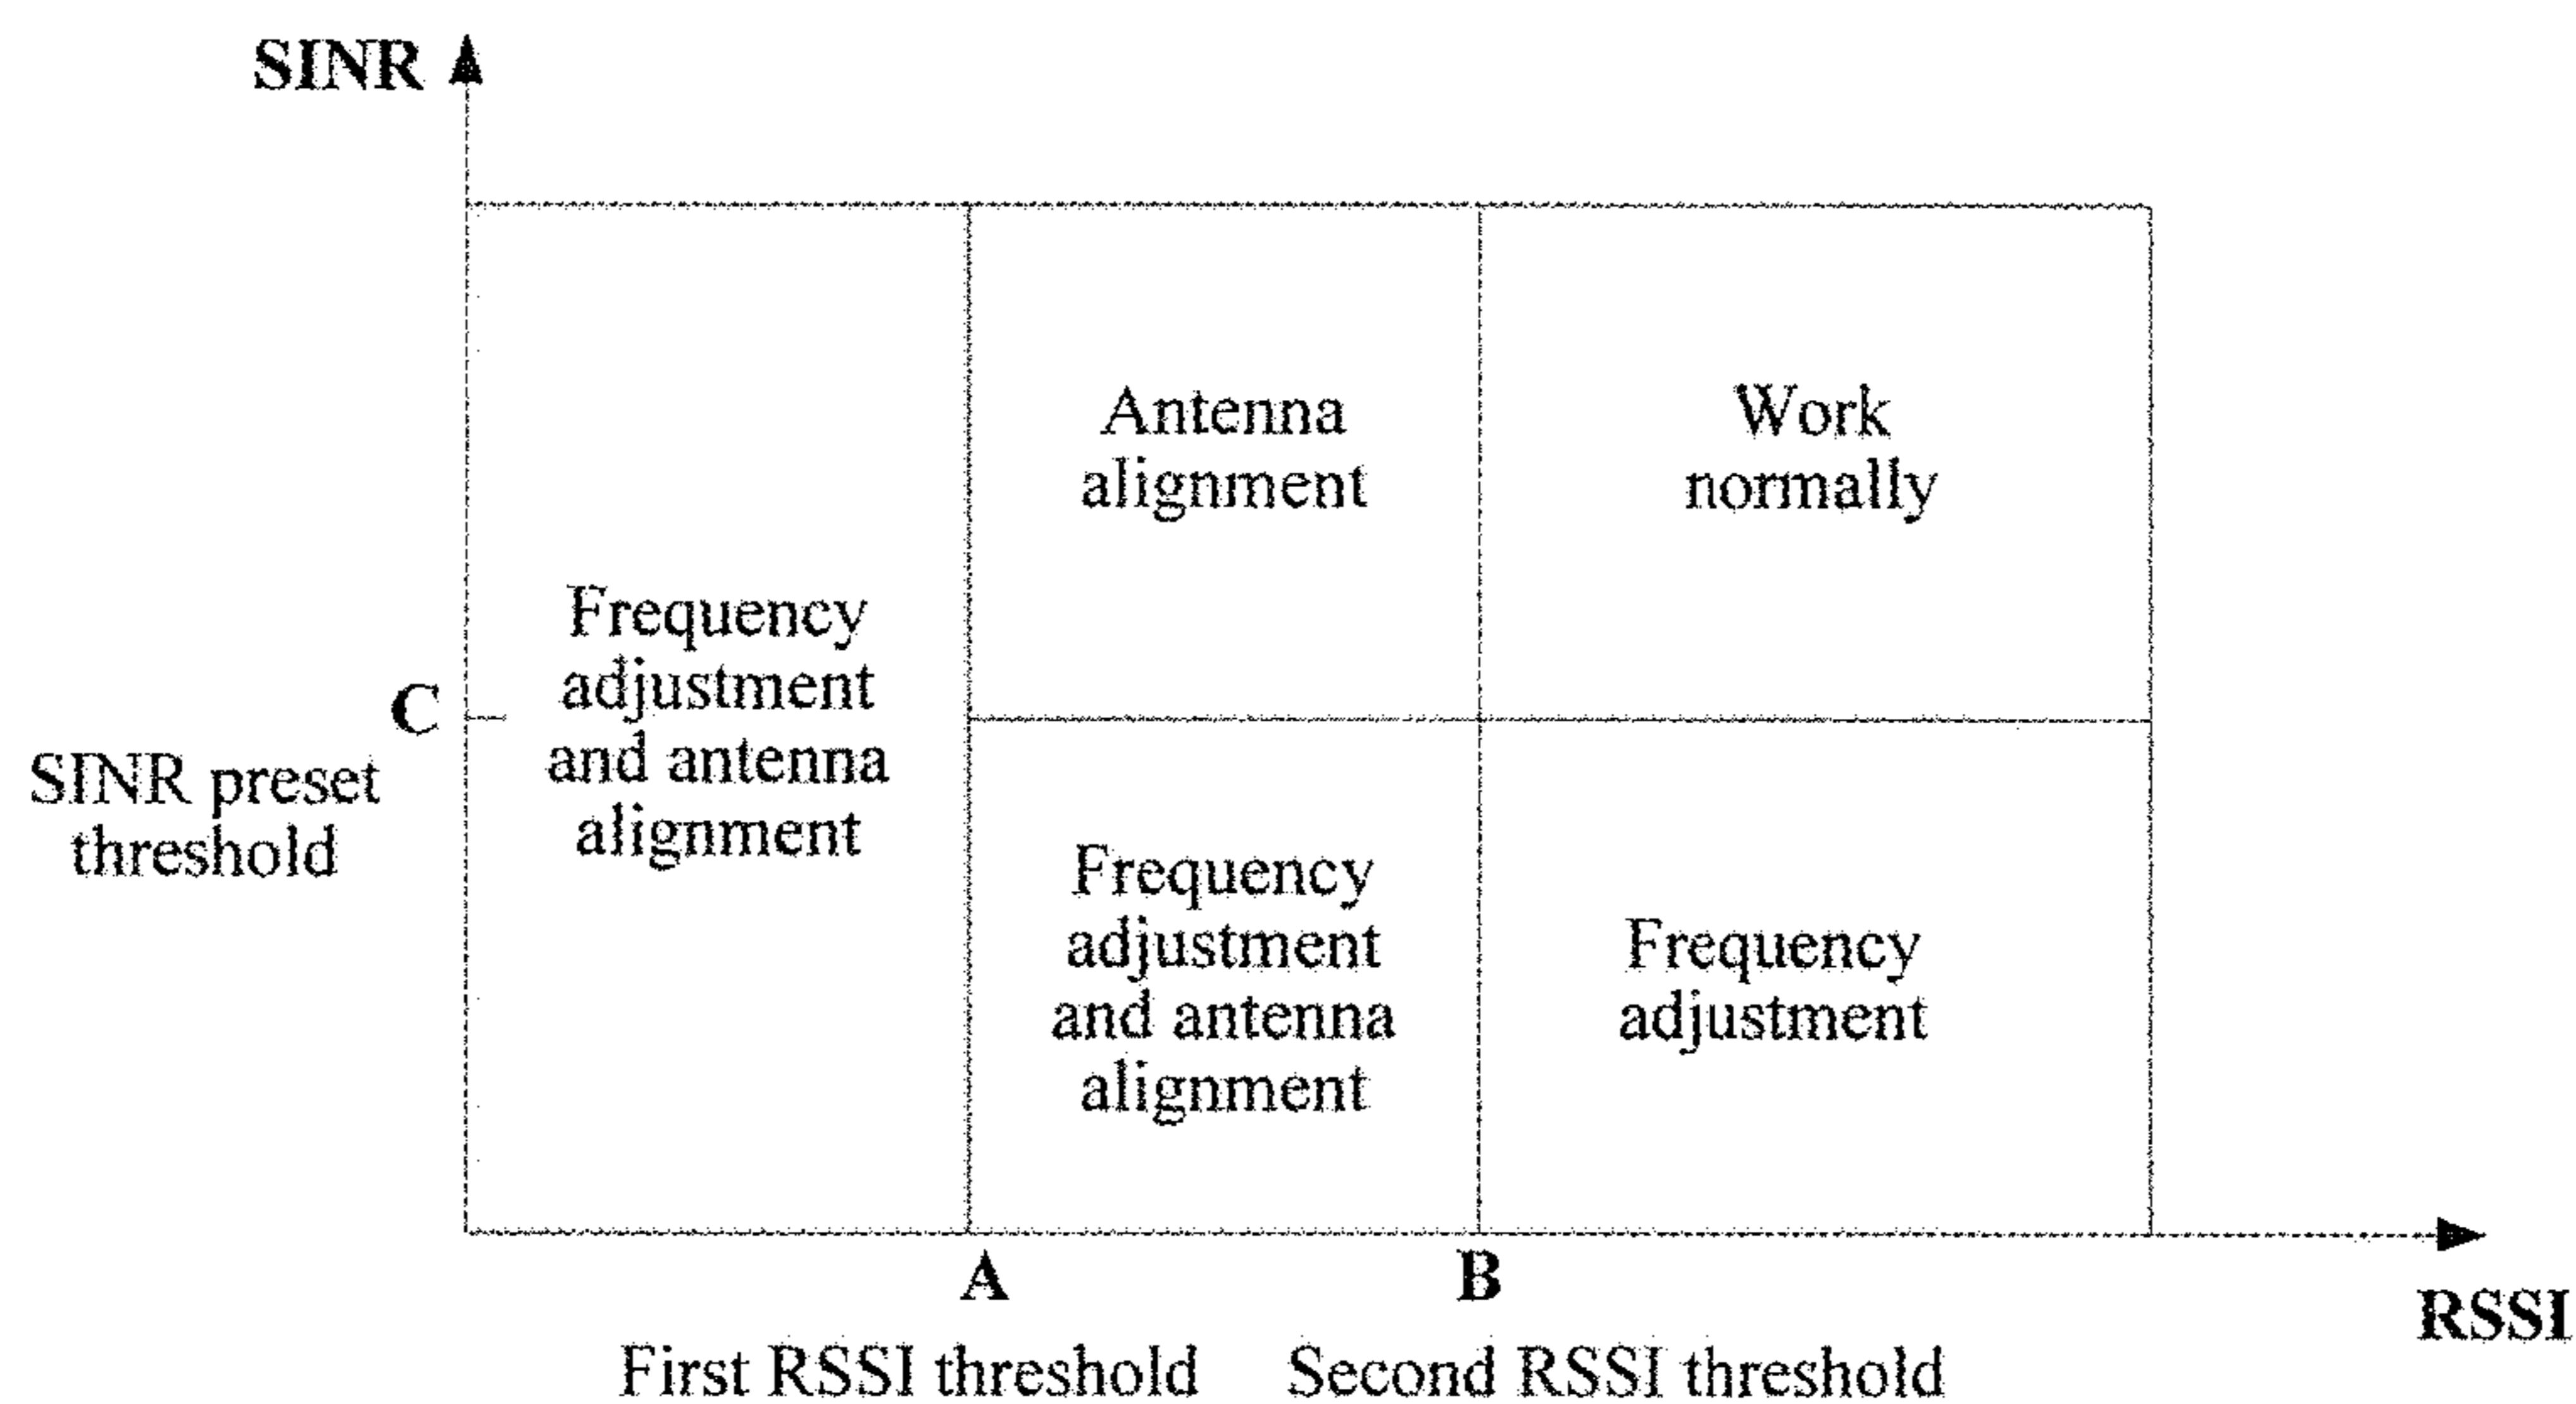 SINR
Antenna
alignment
Work
normally
Frequency
adjustment
and antenna
alignment
C
SINR preset
threshold
Frequency
adjustment
and antenna
alignment
Frequency
adjustment
A
B
RSSI
First RSSI threshold
Second RSSI threshold